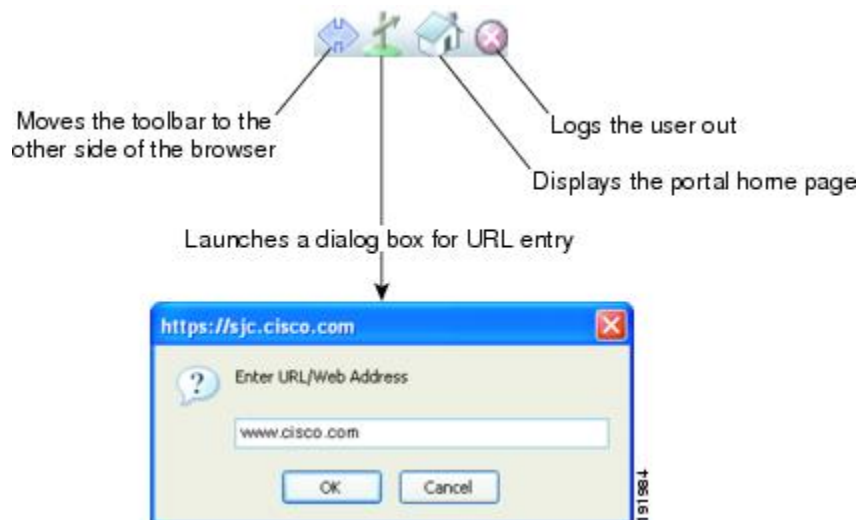 Moves the toolbar to the
other side of the browser
Logs the user out
Displays the portal home page
Launches a dialog box for URL entry
https://sjc.cisco.com
?
Enter URL/Web Address
www.cisco.com
OK
Cancel
191984